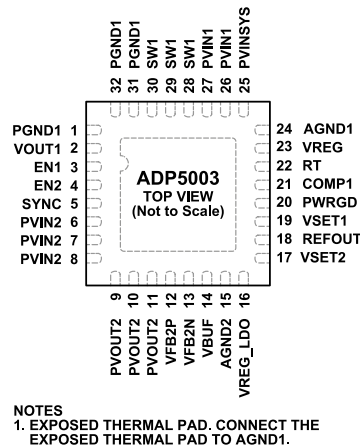 32 PGND1
31 PGND1
30 SW1
29 SW1
28 SW1
27 PVIN1
26 PVIN1
25 PVINSYS
PGND1 1
VOUT1 2
EN1 3
EN2 4
SYNC 5
PVIN2 6
PVIN2 7
PVIN2 8
ADP5003
TOP VIEW
(Not to Scale)
24 AGND1
23 VREG
22 RT
21 COMP1
20 PWRGD
19 VSET1
18 REFOUT
17 VSET2
PVOUT2 9
PVOUT2 10
PVOUT2 11
VFB2P 12
VFB2N 13
VBUF 14
AGND2 15
VREG_LDO 16
NOTES
1. EXPOSED THERMAL PAD. CONNECT THE
EXPOSED THERMAL PAD TO AGND1.